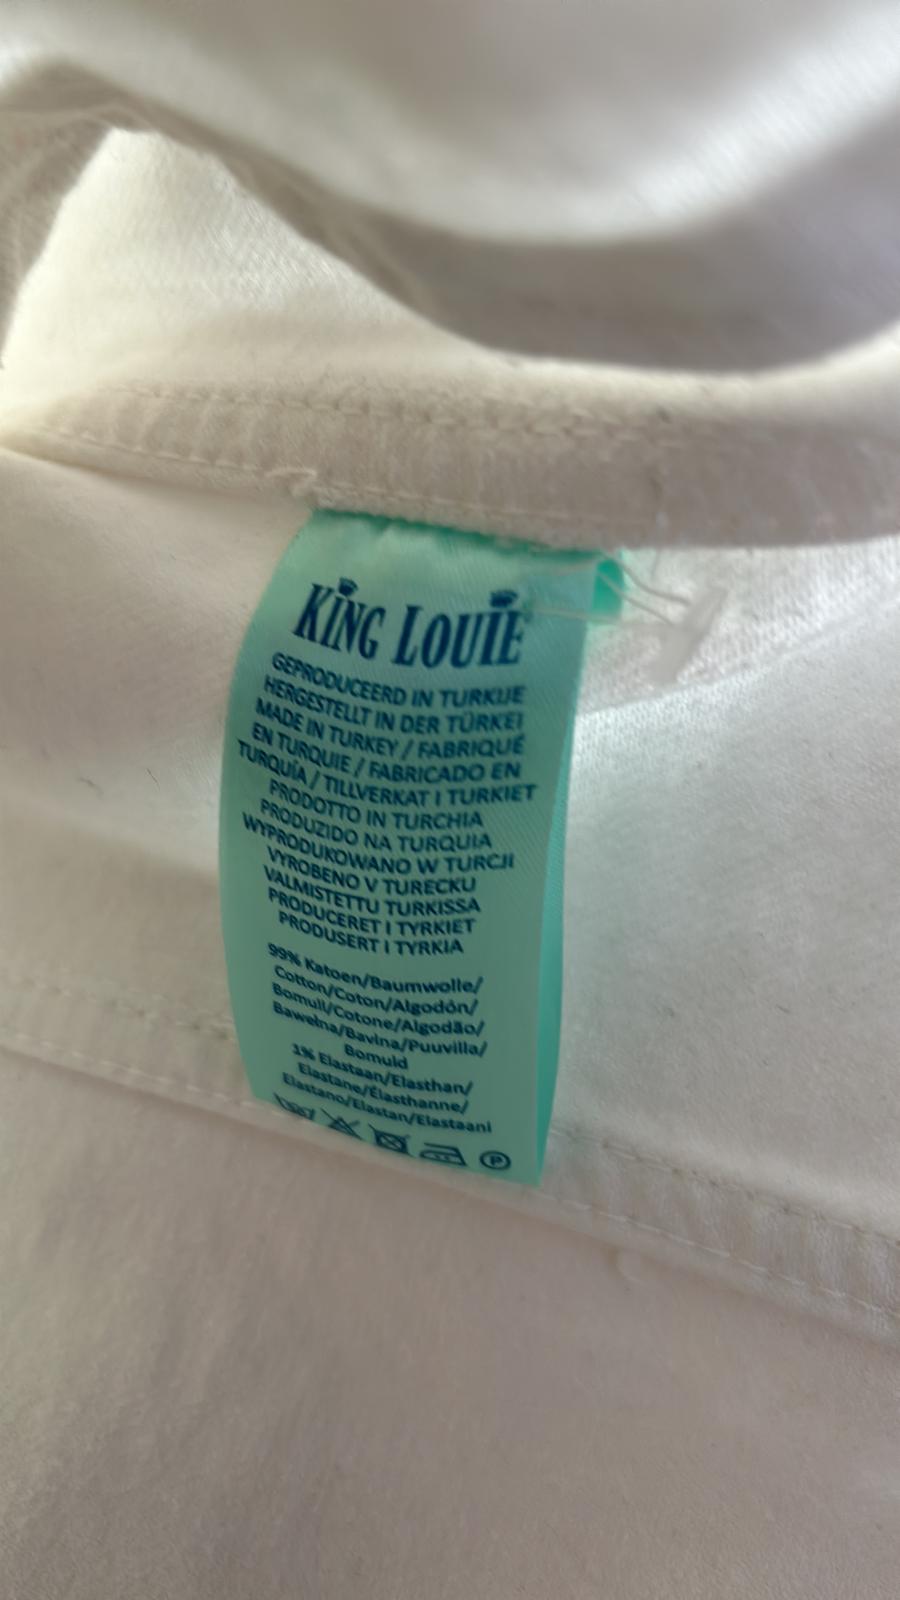 KING LOUIE
GEPRODUCEERD IN TURKIJE
HERGESTELLT IN DER TÜRKEI
MADE IN TURKEY / FABRIQUÉ
EN TURQUIE / FABRICADO EN
TURQUÍA / TILLVERKAT I TURKIET
PRODOTTO IN TURCHIA
PRODUZIDO NA TURQUIA
WYPRODUKOWANO W TURCJI
VYROBENO V TURECKU
VALMISTETTU TURKISSA
PRODUCERET I TYRKIET
PRODUSERT I TYRKIA
99% Katoen/Baumwolle/
Cotton/Coton/Algodón/
Bomull/Cotone/Algodão/
Bawełna/Bavlna/Puuvilla/
Bomuld
1% Elastaan/Elasthan/
Elastane/Élasthanne/
Elastano/Elastan/Elastaani
P